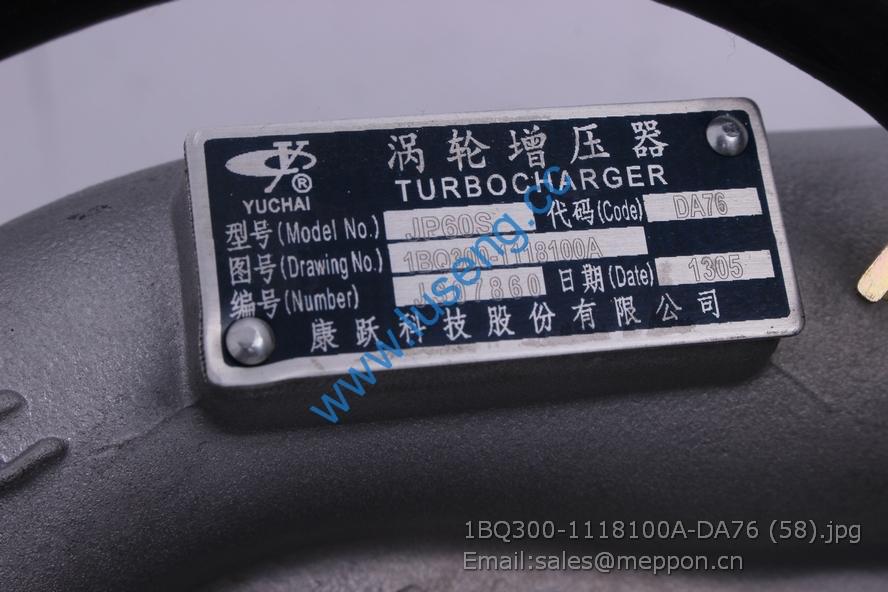 涡轮增压器
YUCHAI ®
TURBOCHARGER
型号(Model No.) JP60S 代码(Code) DA76
图号(Drawing No.) 1BQ300-1118100A
编号(Number) 日期(Date) 1305
康跃科技股份有限公司
www.luseng.cc
1BQ300-1118100A-DA76 (58).jpg
Email:sales@meppon.cn